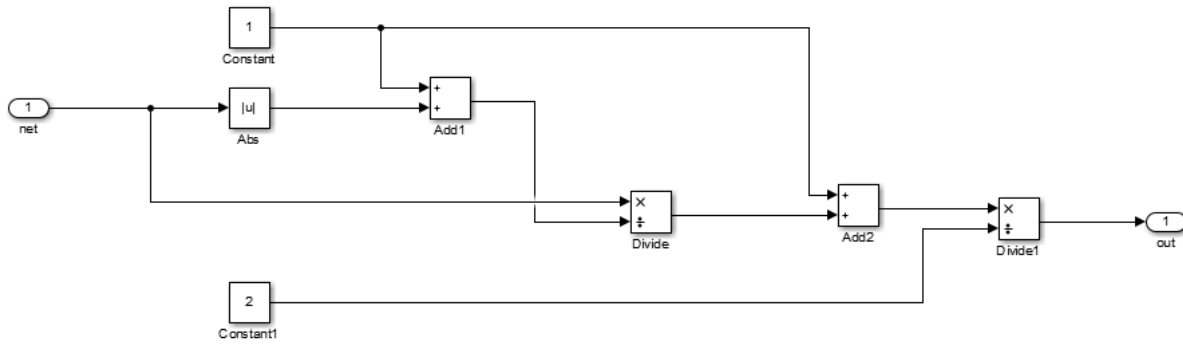 1
Constant
1
net
|u|
Abs
+
+
Add1
×
÷
Divide
+
+
Add2
×
÷
Divide1
1
out
2
Constant1